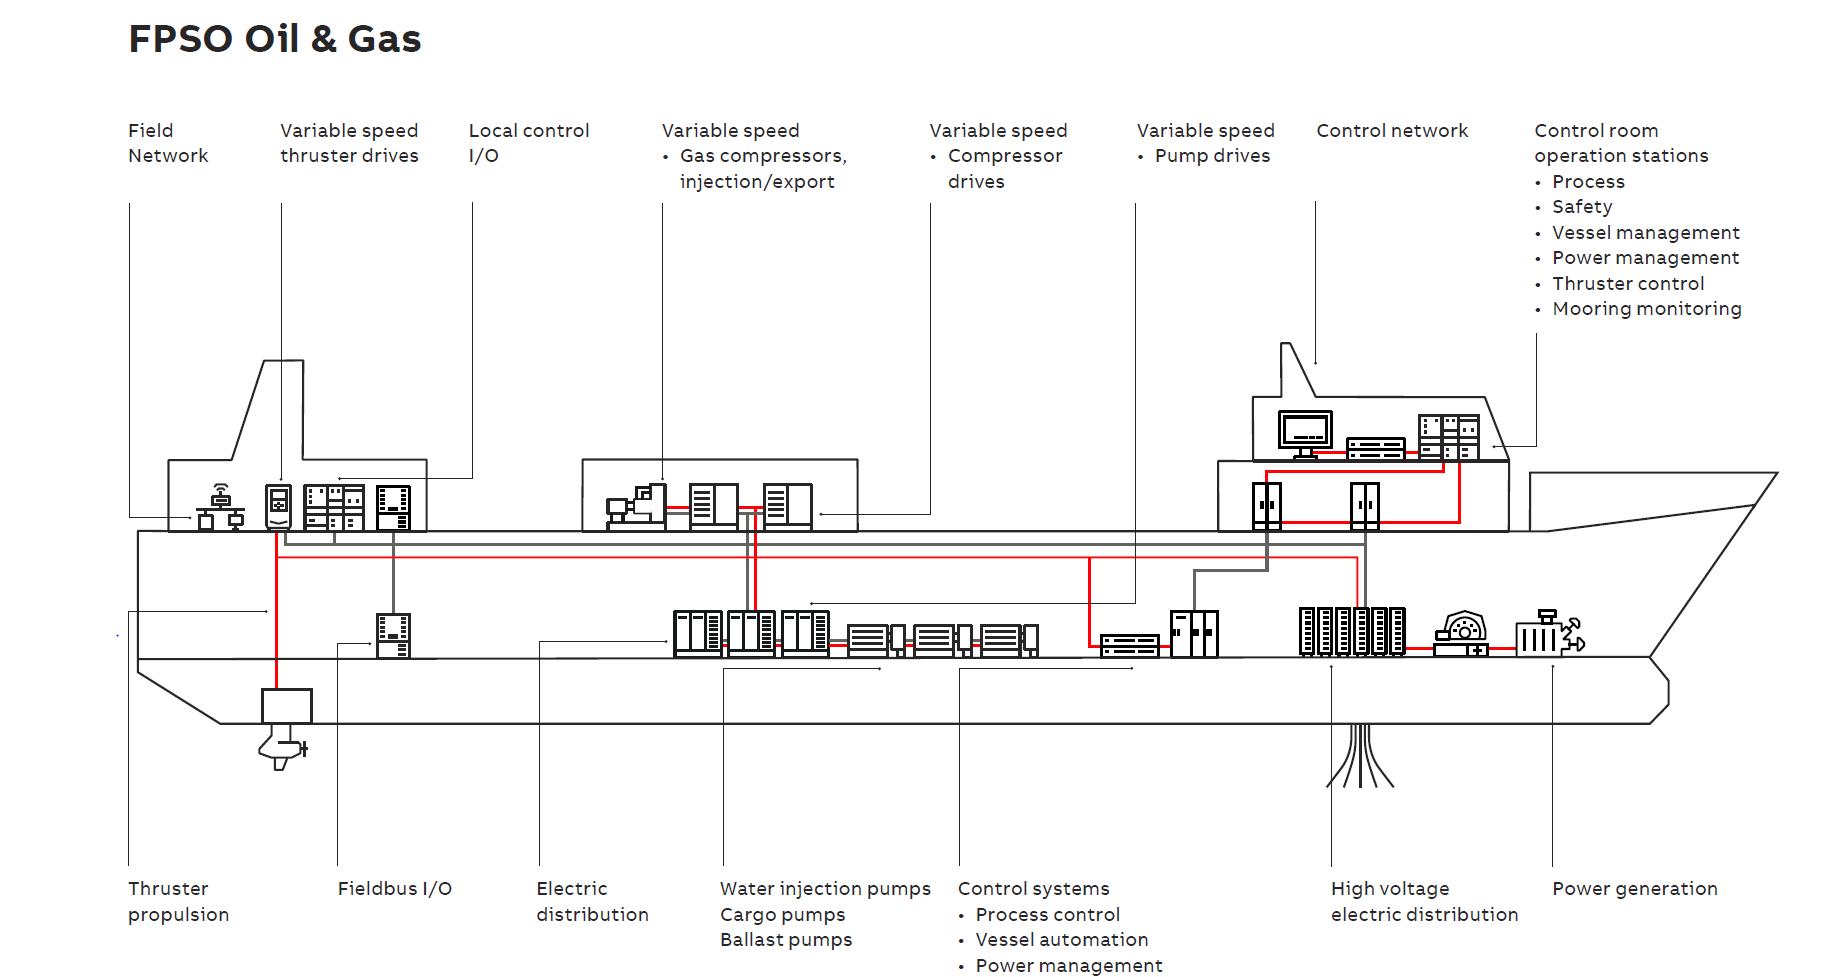 FPSO Oil & Gas
Field
Network
Variable speed
thruster drives
Local control
I/O
Variable speed
• Gas compressors,
injection/export
Variable speed
• Compressor
drives
Variable speed
• Pump drives
Control network
Control room
operation stations
• Process
• Safety
• Vessel management
• Power management
• Thruster control
• Mooring monitoring
Thruster
propulsion
Fieldbus I/O
Electric
distribution
Water injection pumps
Cargo pumps
Ballast pumps
Control systems
• Process control
• Vessel automation
• Power management
High voltage
electric distribution
Power generation